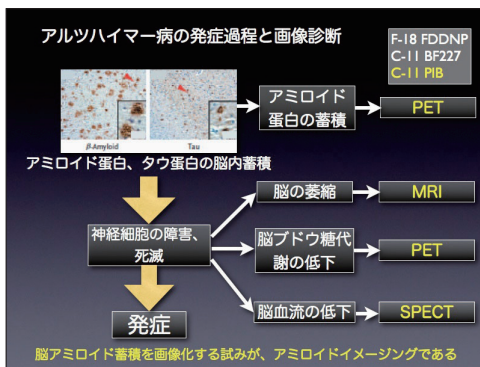 アルツハイマー病の発症過程と画像診断
F-18 FDDNP
C-11 BF227
C-11 PIB
アミロイド
蛋白の蓄積
PET
β-Amyloid
Tau
アミロイド蛋白、タウ蛋白の脳内蓄積
脳の萎縮
MRI
神経細胞の障害、
死滅
脳ブドウ糖代
謝の低下
PET
発症
脳血流の低下
SPECT
脳アミロイド蓄積を画像化する試みが、アミロイドイメージングである